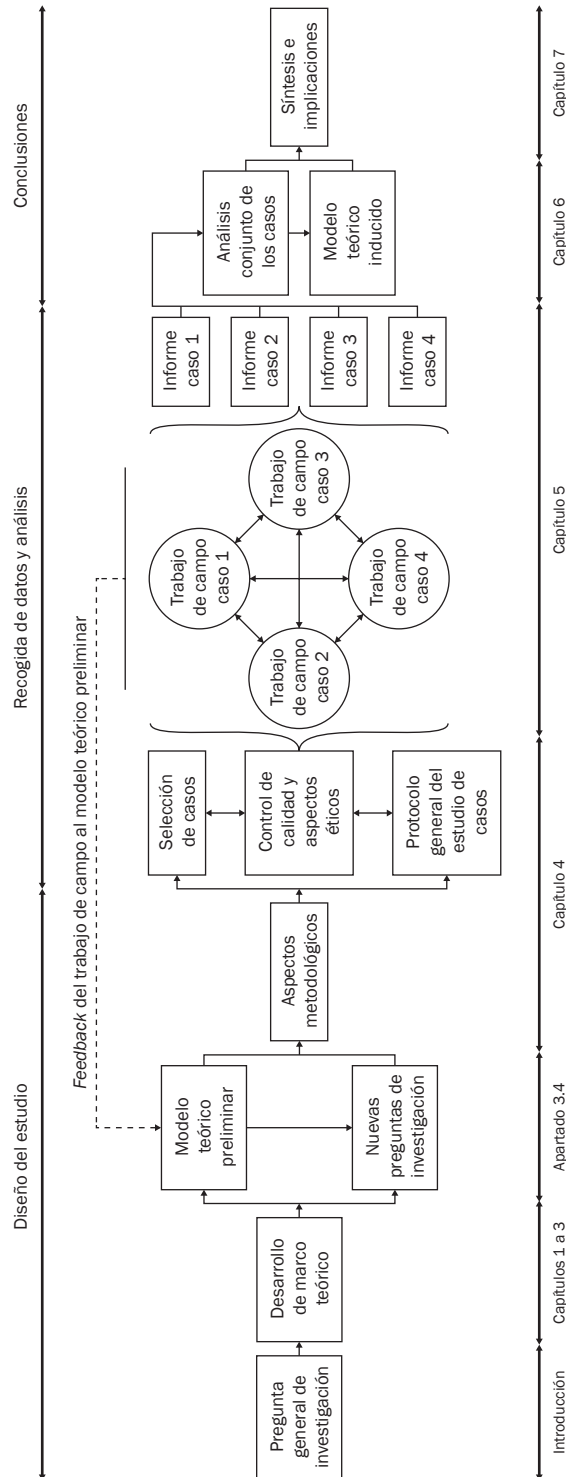 Diseño del estudio
Recogida de datos y análisis
Conclusiones
Feedback del trabajo de campo al modelo teórico preliminar
Pregunta
general de
investigación
Desarrollo
de marco
teórico
Modelo
teórico
preliminar
Nuevas
preguntas de
investigación
Aspectos
metodológicos
Selección
de casos
Control de
calidad y
aspectos
éticos
Protocolo
general del
estudio de
casos
Trabajo
de campo
caso 1
Trabajo
de campo
caso 2
Trabajo
de campo
caso 3
Trabajo
de campo
caso 4
Informe
caso 1
Informe
caso 2
Informe
caso 3
Informe
caso 4
Análisis
conjunto de
los casos
Modelo
teórico
inducido
Síntesis e
implicaciones
Introducción
Capítulos 1 a 3
Apartado 3.4
Capítulo 4
Capítulo 5
Capítulo 6
Capítulo 7